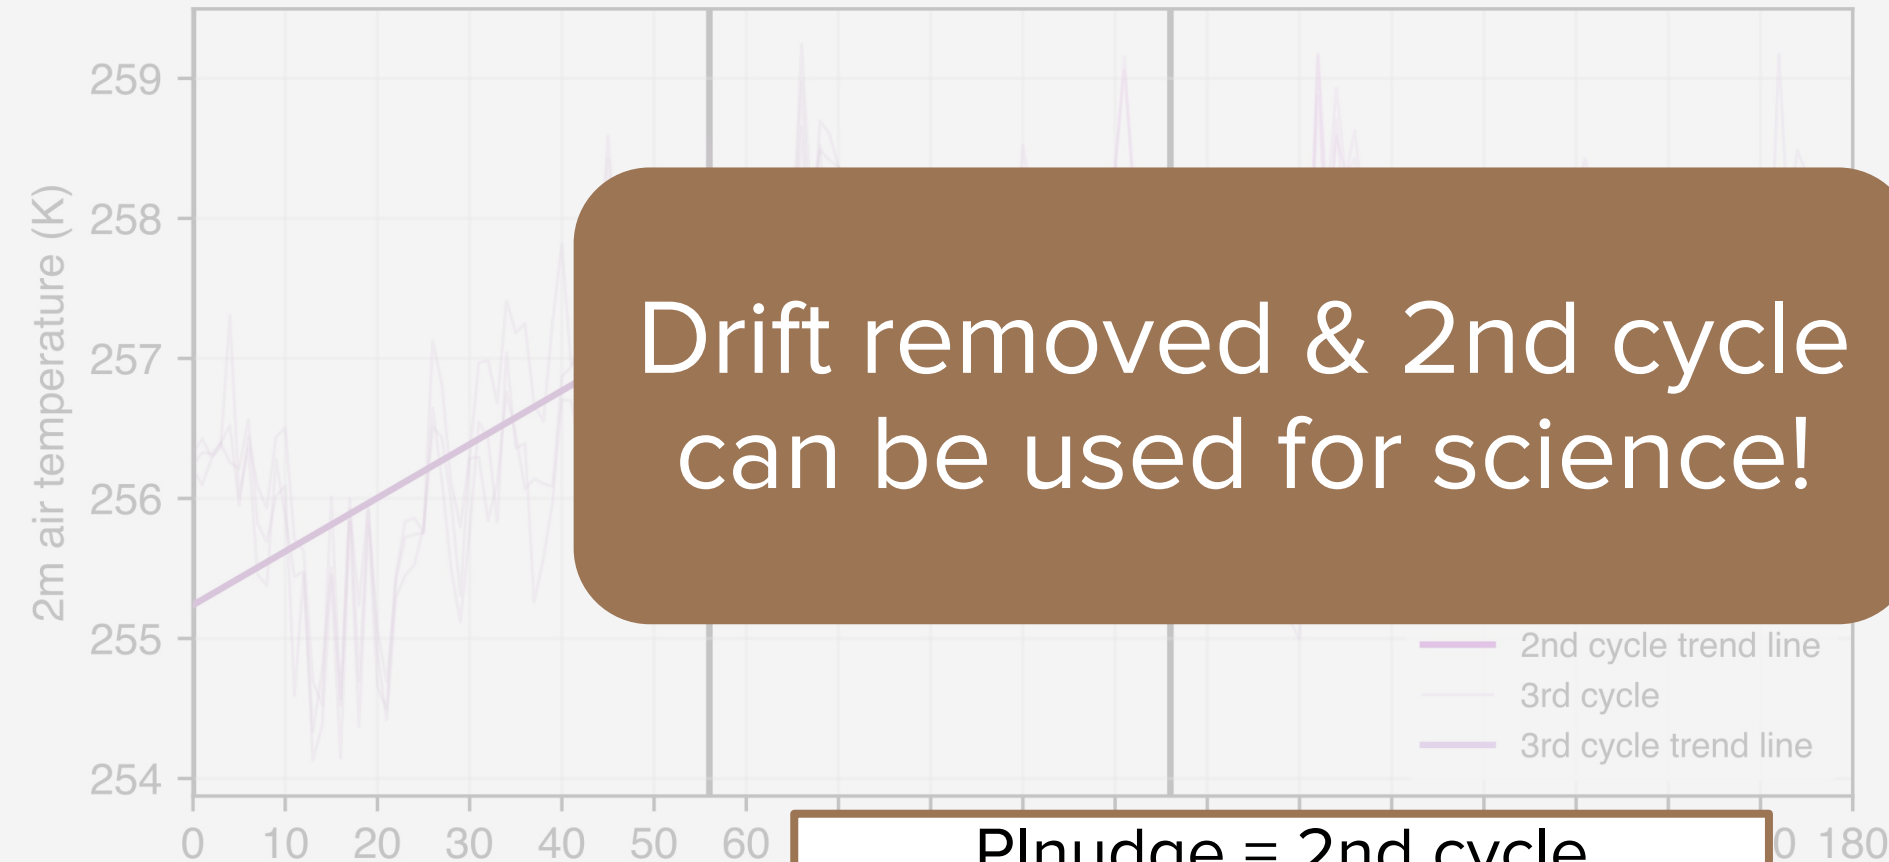 259
258
257
256
255
254
2m air temperature (K)
Drift removed & 2nd cycle
can be used for science!
2nd cycle trend line
3rd cycle
3rd cycle trend line
0 10 20 30 40 50 60 0 180
PInudge = 2nd cycle